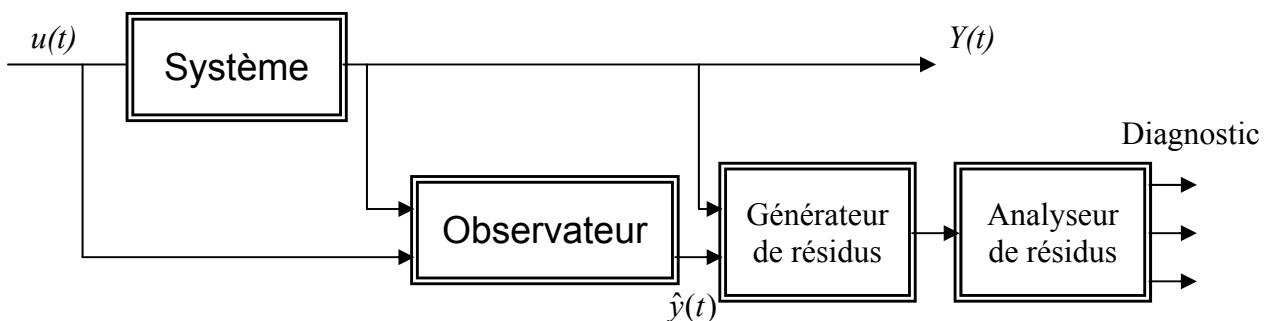 u(t)
Y(t)
Système
Diagnostic
Observateur
Générateur
de résidus
Analyseur
de résidus
ŷ(t)